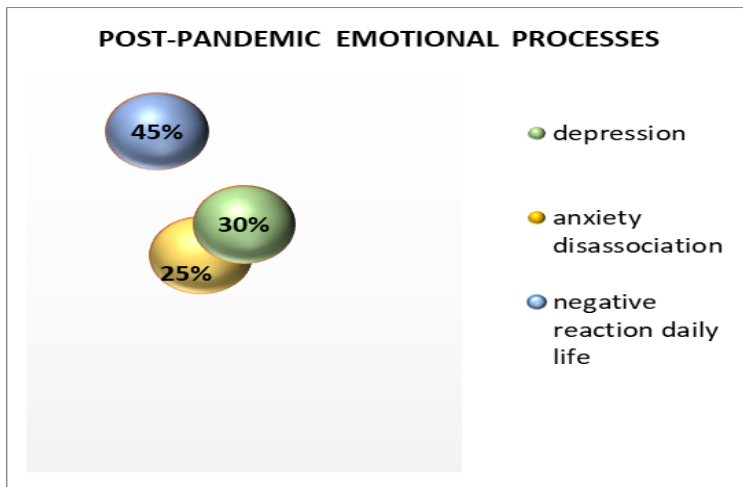 POST-PANDEMIC EMOTIONAL PROCESSES
45%
30%
25%
depression
anxiety
disassociation
negative
reaction daily
life